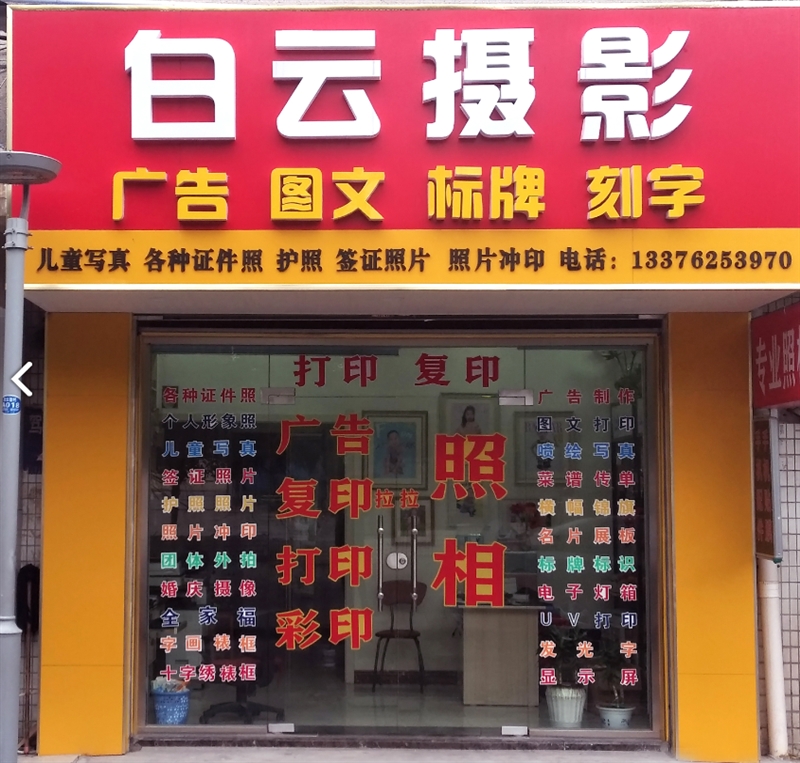 白云摄影
广告 图文 标牌 刻字
儿童写真 各种证件照 护照 签证照片 照片冲印 电话：13376253970
专业照
打印 复印
各种证件照
个人形象照
儿童写真
签证照片
护照照片
照片冲印
团体外拍
婚庆摄像
全家福
字画裱框
十字绣裱框
广告
复印
打印
彩印
拉拉
照相
广告制作
图文打印
喷绘写真
菜谱传单
横幅锦旗
名片展板
标牌标识
电子灯箱
UV打印
发光字
显示屏